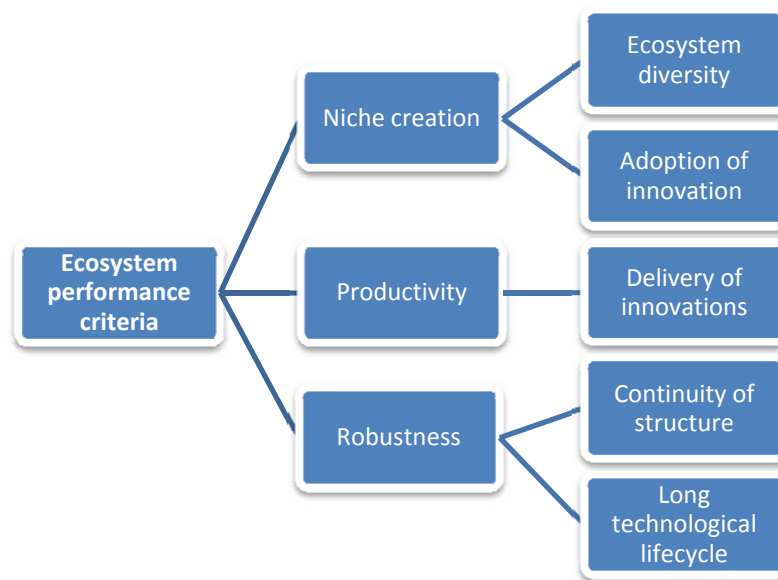 Ecosystem
performance
criteria
Niche creation
Productivity
Robustness
Ecosystem
diversity
Adoption of
innovation
Delivery of
innovations
Continuity of
structure
Long
technological
lifecycle